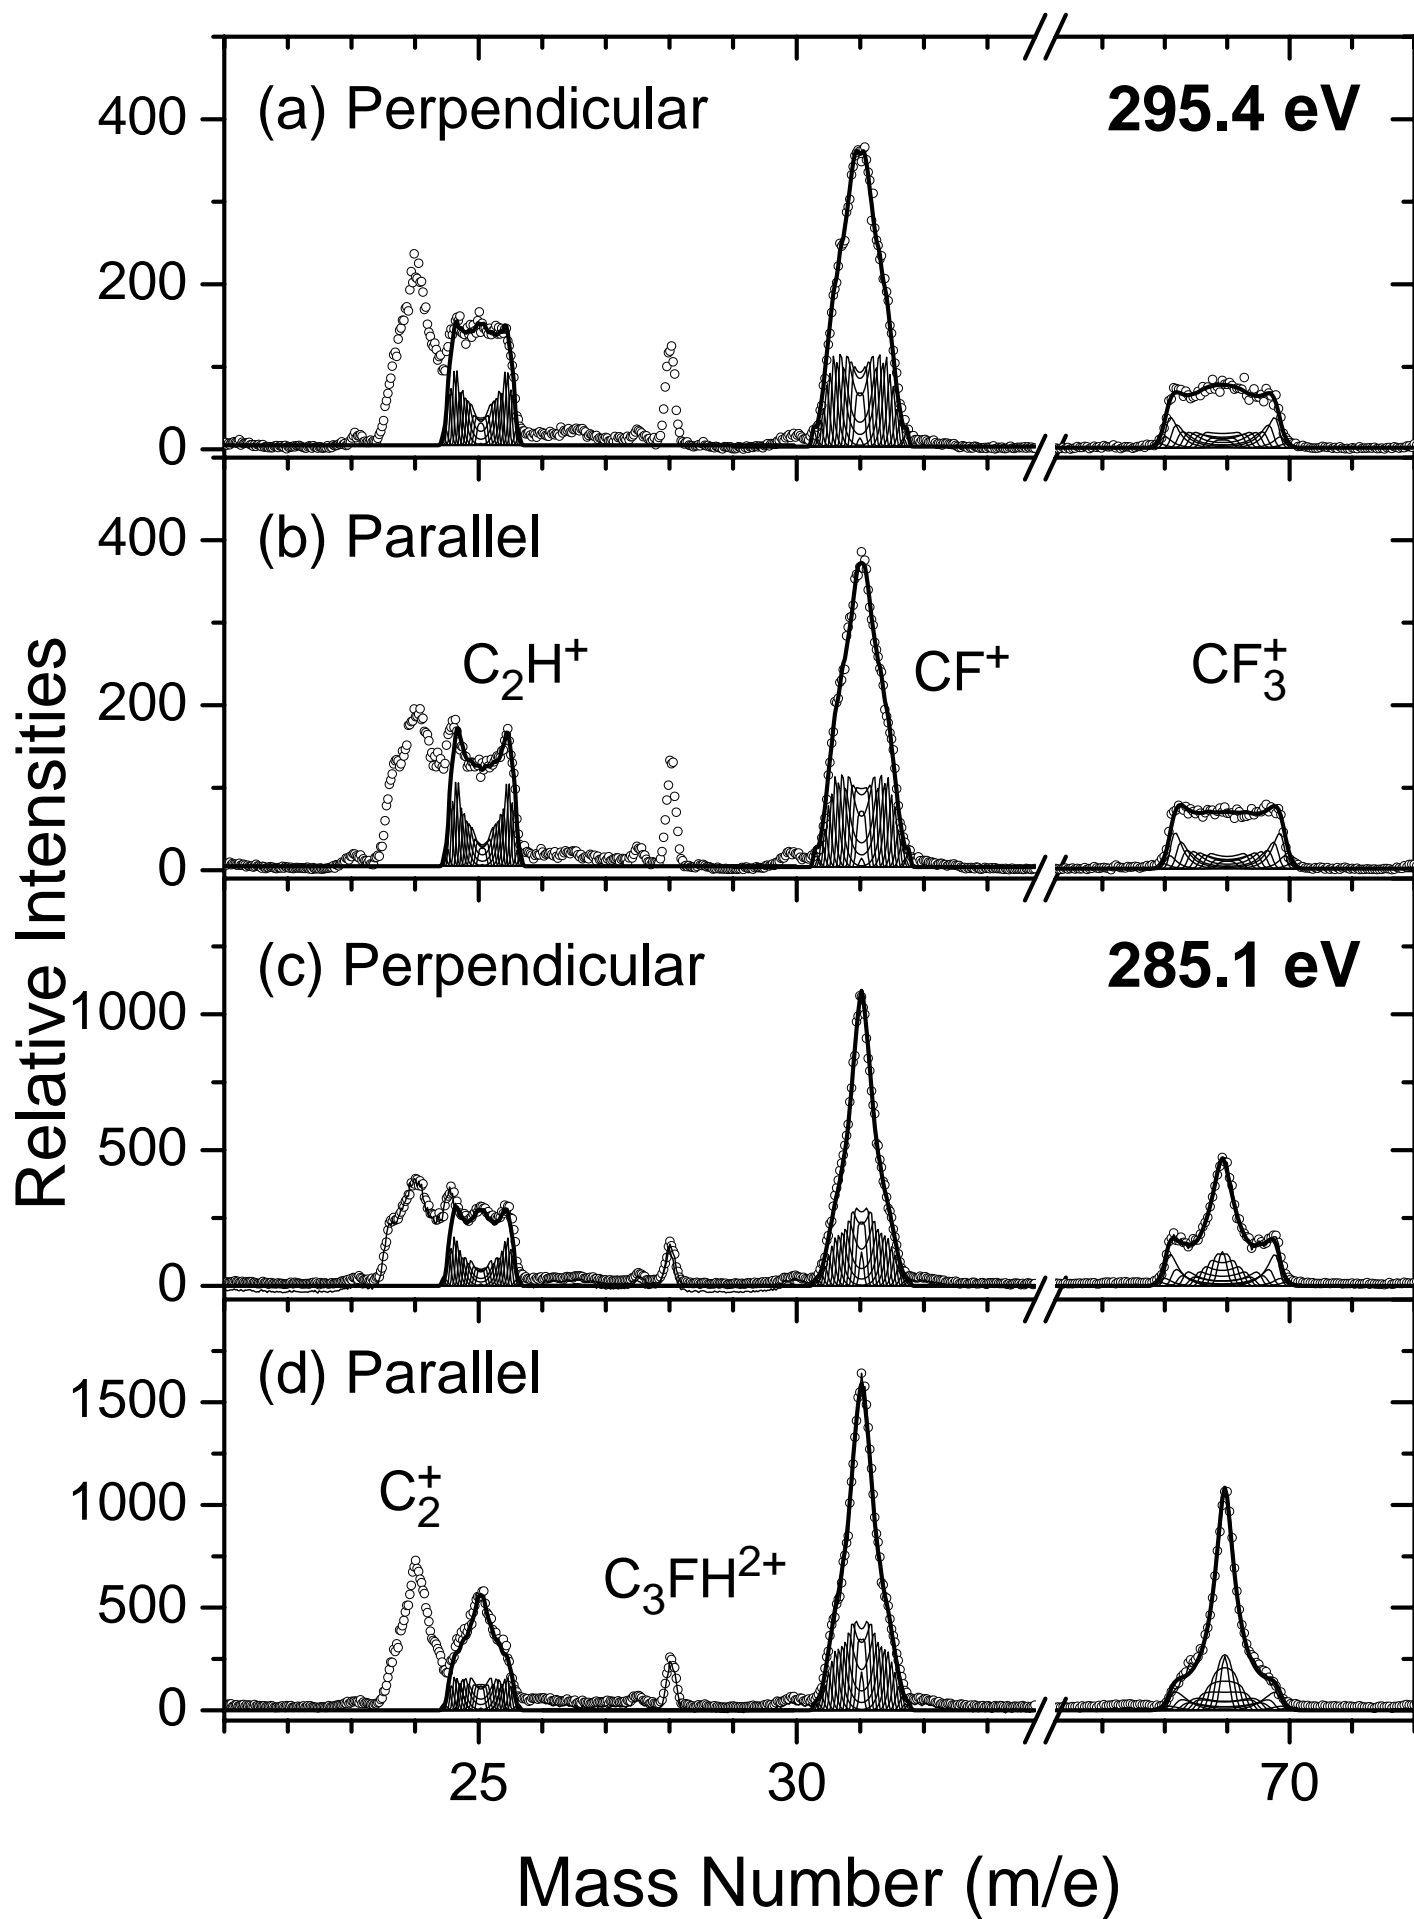 (a) Perpendicular 295.4 eV
400
200
0
(b) Parallel
400
C₂H⁺ CF⁺ CF₃⁺
200
0
(c) Perpendicular 285.1 eV
1000
500
0
(d) Parallel
1500
C₂⁺
1000
C₃FH²⁺
500
0
25 30 70
Mass Number (m/e)
Relative Intensities